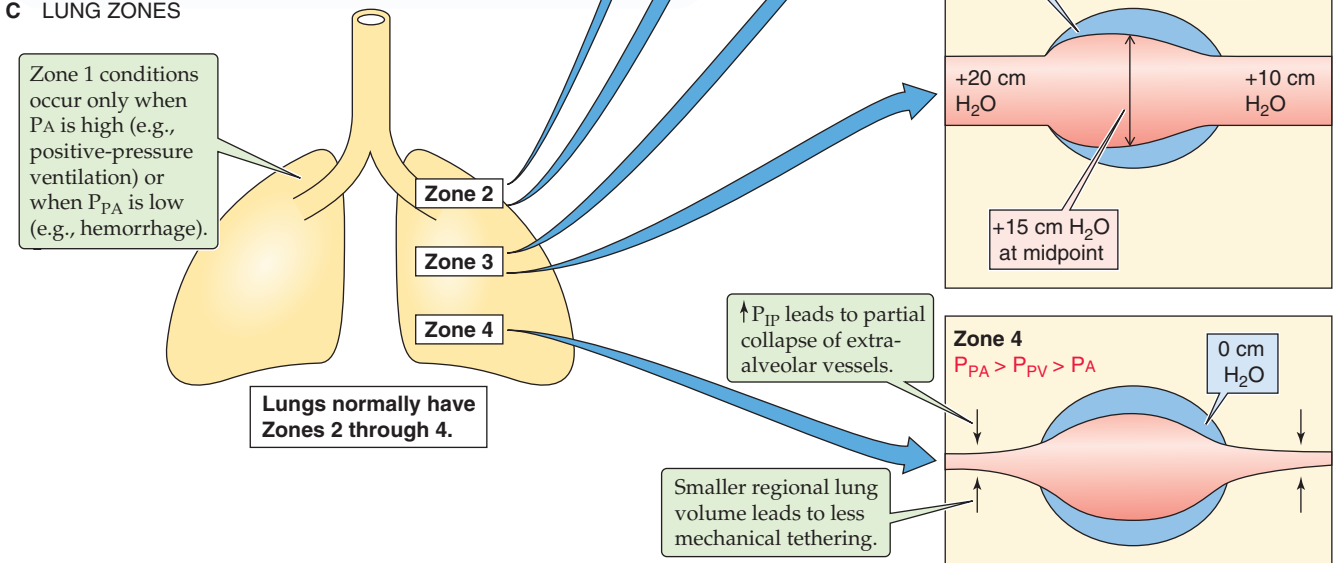 C LUNG ZONES
Zone 1 conditions
occur only when
PA is high (e.g.,
positive-pressure
ventilation) or
when PPA is low
(e.g., hemorrhage).
Zone 2
Zone 3
Zone 4
Lungs normally have
Zones 2 through 4.
+20 cm
H2O
+10 cm
H2O
+15 cm H2O
at midpoint
↑PIP leads to partial
collapse of extra-
alveolar vessels.
Smaller regional lung
volume leads to less
mechanical tethering.
Zone 4
PPA > PPV > PA
0 cm
H2O